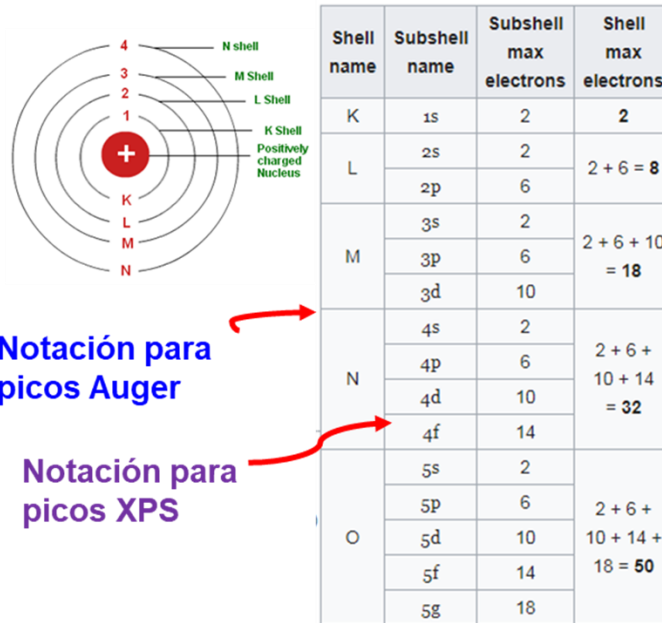 4
N shell
3
M Shell
2
L Shell
1
K Shell
+
Positively
charged
Nucleus
K
L
M
N
Notación para
picos Auger
Notación para
picos XPS
Shell name Subshell name Subshell max electrons Shell max electrons
K 1s 2 2
L 2s 2 2 + 6 = 8
2p 6
M 3s 2 2 + 6 + 10 = 18
3p 6
3d 10
N 4s 2 2 + 6 + 10 + 14 = 32
4p 6
4d 10
4f 14
O 5s 2 2 + 6 + 10 + 14 + 18 = 50
5p 6
5d 10
5f 14
5g 18